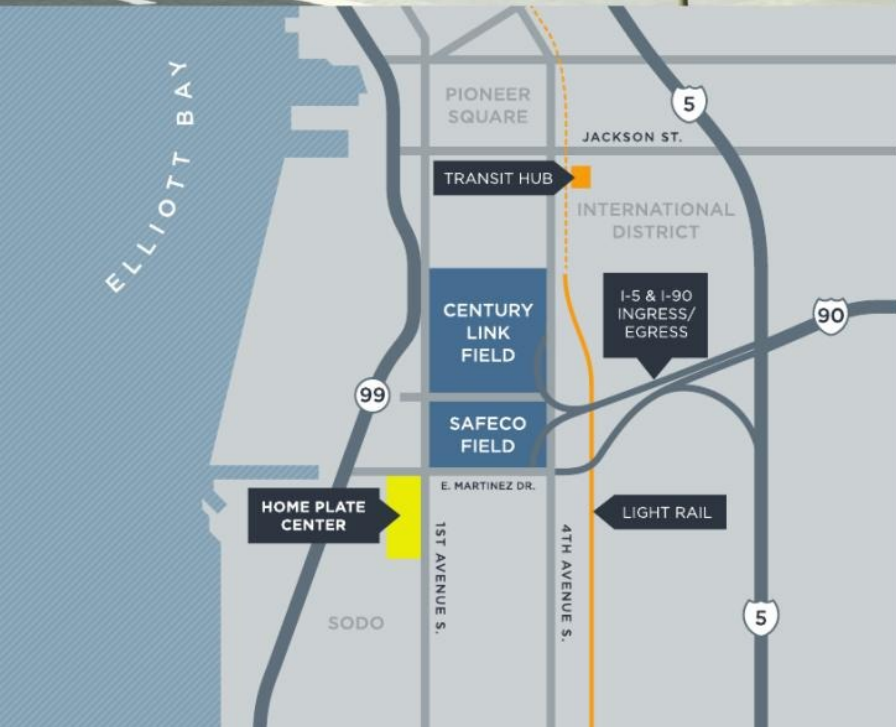 ELLIOTT BAY
PIONEER
SQUARE
5
JACKSON ST.
TRANSIT HUB
INTERNATIONAL
DISTRICT
CENTURY
LINK
FIELD
I-5 & I-90
INGRESS/
EGRESS
90
99
SAFECO
FIELD
E. MARTINEZ DR.
HOME PLATE
CENTER
LIGHT RAIL
1ST AVENUE S.
4TH AVENUE S.
SODO
5